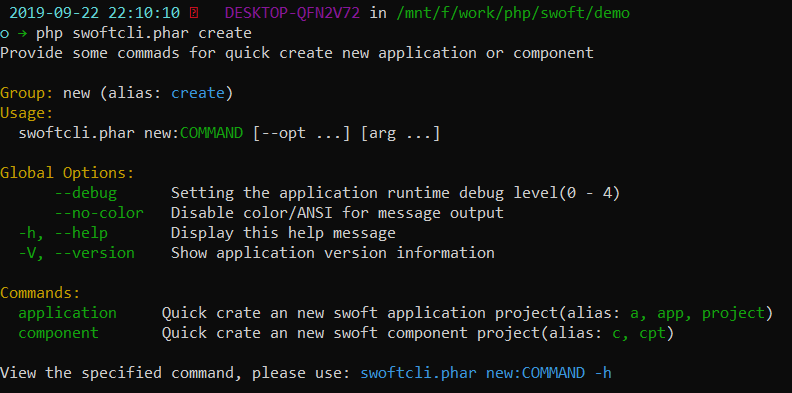 2019-09-22 22:10:10 DESKTOP-QFN2V72 in /mnt/f/work/php/swoft/demo
o → php swoftcli.phar create
Provide some commads for quick create new application or component
Group: new (alias: create)
Usage:
swoftcli.phar new:COMMAND [--opt ...] [arg ...]
Global Options:
--debug Setting the application runtime debug level(0 - 4)
--no-color Disable color/ANSI for message output
-h, --help Display this help message
-V, --version Show application version information
Commands:
application Quick crate an new swoft application project(alias: a, app, project)
component Quick crate an new swoft component project(alias: c, cpt)
View the specified command, please use: swoftcli.phar new:COMMAND -h